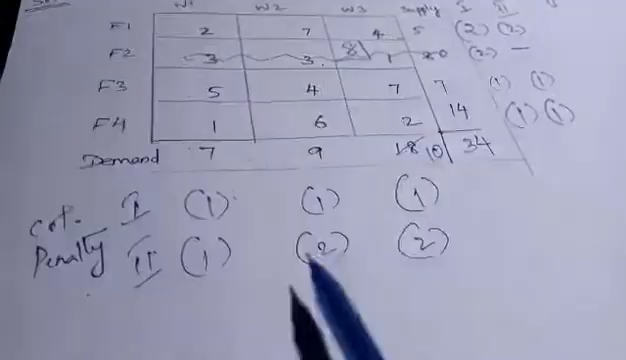 Sol.
W1 W2 W3 Supply I II
F1 2 7 4 5 (2) (2)
F2 3 3 8 1 80 (2) —
F3 5 4 7 7 (1) (1)
F4 1 6 2 14 (1) (1)
Demand 7 9 18 10 34
Col. I (1) (1) (1)
Penalty II (1) (2) (2)